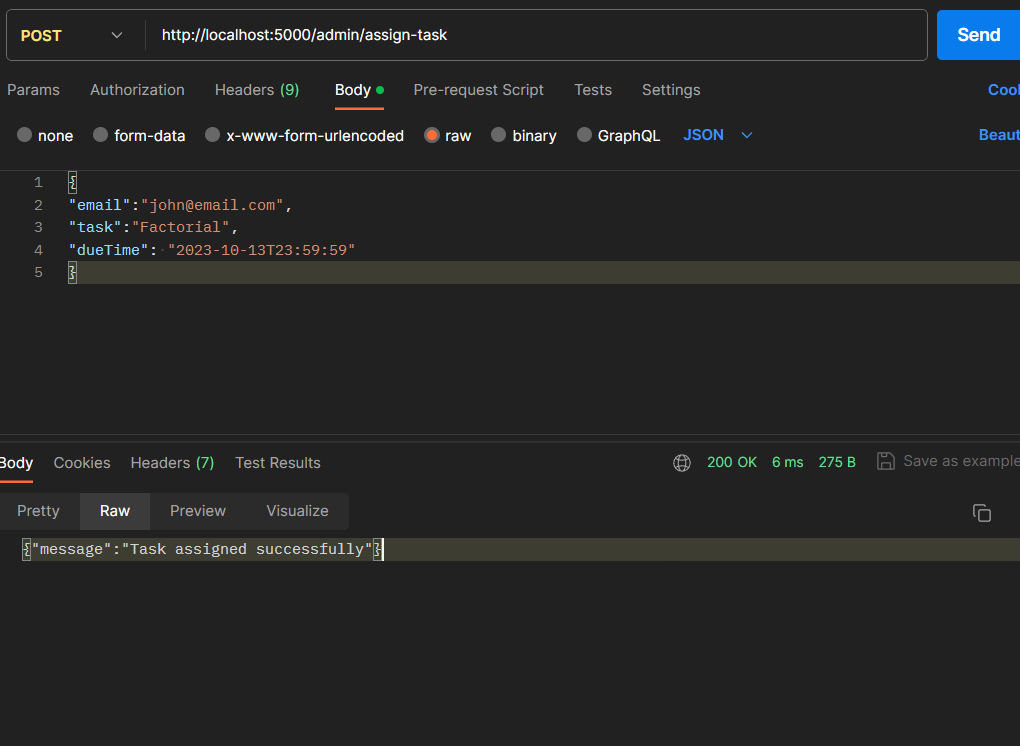 POST http://localhost:5000/admin/assign-task Send
Params Authorization Headers (9) Body Pre-request Script Tests Settings Cool
none form-data x-www-form-urlencoded raw binary GraphQL JSON Beaut
1 {
2 "email":"john@email.com",
3 "task":"Factorial",
4 "dueTime": "2023-10-13T23:59:59"
5 }
Body Cookies Headers (7) Test Results 200 OK 6 ms 275 B Save as example
Pretty Raw Preview Visualize
{"message":"Task assigned successfully"}